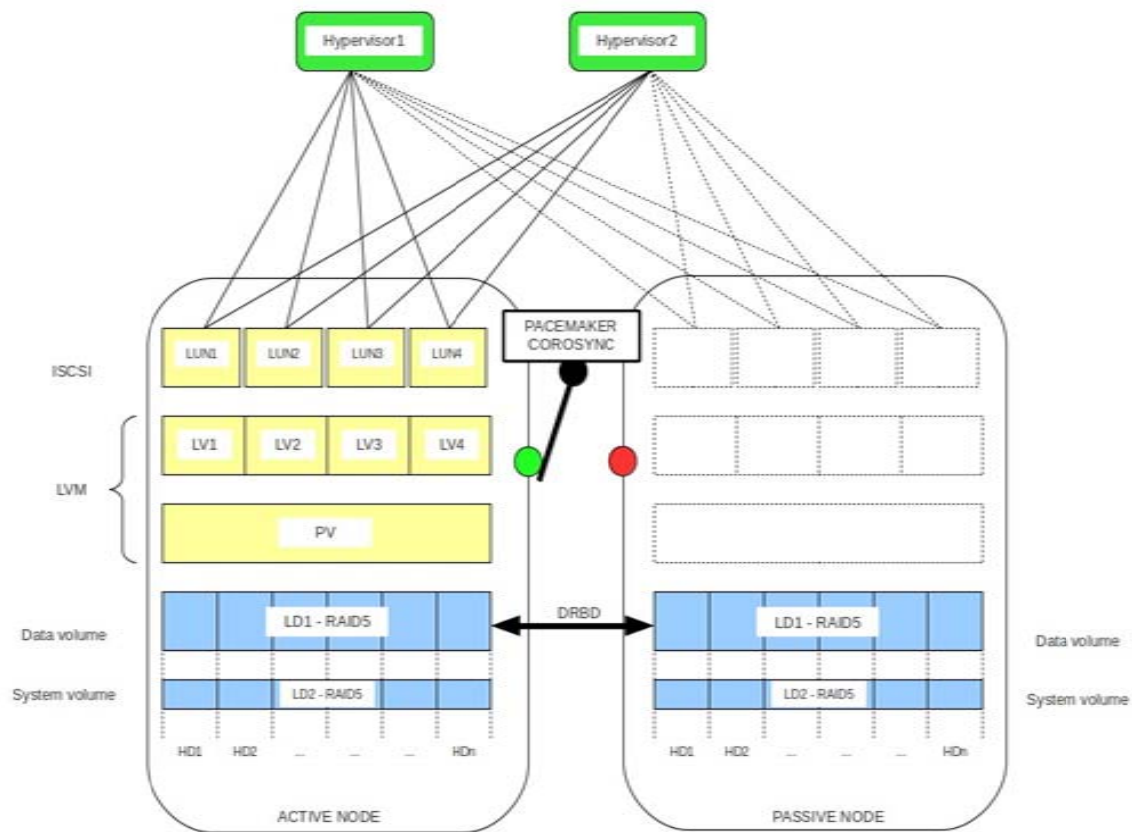 Hypervisor1
Hypervisor2
PACEMAKER
COROSYNC
LUN1
LUN2
LUN3
LUN4
ISCSI
LV1
LV2
LV3
LV4
LVM
PV
DRBD
LD1 - RAID5
LD1 - RAID5
Data volume
Data volume
System volume
LD2 - RAID5
LD2 - RAID5
System volume
HD1
HD2
...
...
...
HDn
HD1
HD2
...
...
...
HDn
ACTIVE NODE
PASSIVE NODE